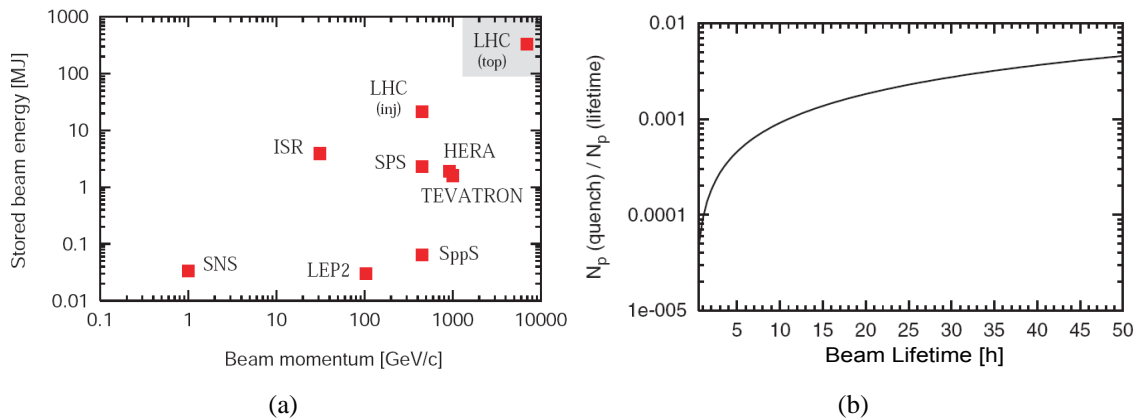 1000
100
10
1
0.1
0.01
Stored beam energy [MJ]
LHC
(top)
LHC
(inj)
ISR
SPS
HERA
TEVATRON
SNS
LEP2
SppS
0.1
1
10
100
1000
10000
Beam momentum [GeV/c]
(a)
0.01
0.001
0.0001
1e-005
N_p (quench) / N_p (lifetime)
5
10
15
20
25
30
35
40
45
50
Beam Lifetime [h]
(b)